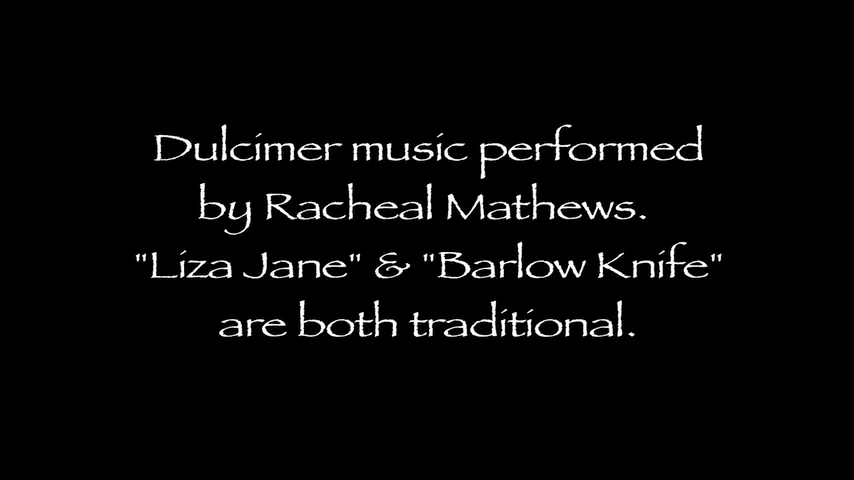 Dulcimer music performed
by Racheal Mathews.
"Liza Jane" & "Barlow Knife"
are both traditional.